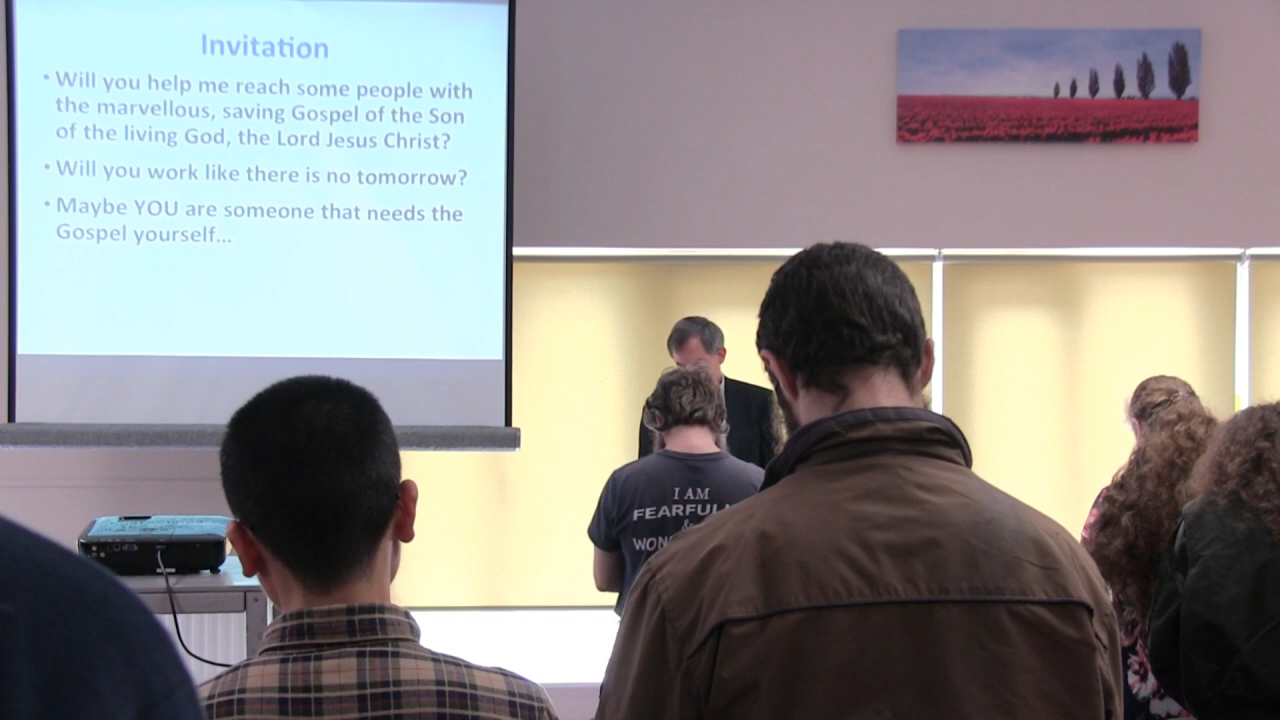 Invitation
• Will you help me reach some people with
the marvellous, saving Gospel of the Son
of the living God, the Lord Jesus Christ?
• Will you work like there is no tomorrow?
• Maybe YOU are someone that needs the
Gospel yourself...
I AM
FEARFUL
&
WON